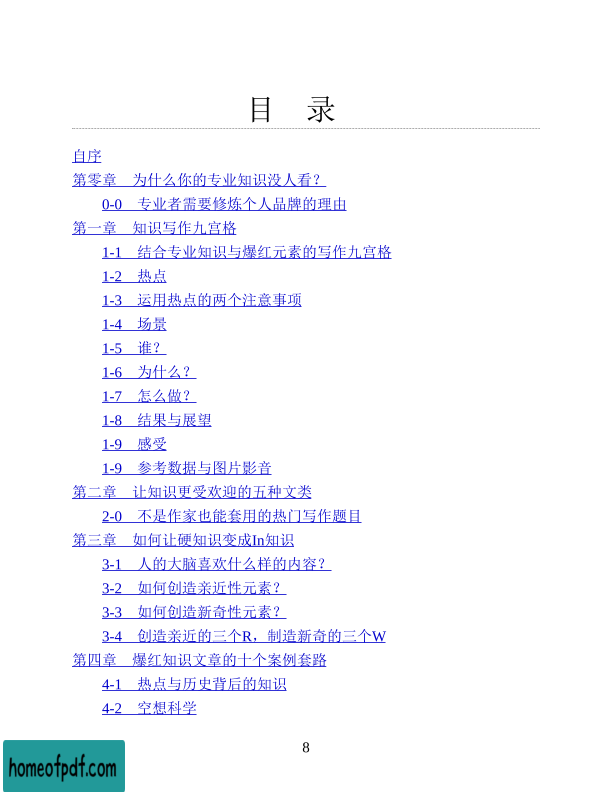 目 录
自序
第零章 为什么你的专业知识没人看?
0-0 专业者需要修炼个人品牌的理由
第一章 知识写作九宫格
1-1 结合专业知识与爆红元素的写作九宫格
1-2 热点
1-3 运用热点的两个注意事项
1-4 场景
1-5 谁?
1-6 为什么?
1-7 怎么做?
1-8 结果与展望
1-9 感受
1-9 参考数据与图片影音
第二章 让知识更受欢迎的五种文类
2-0 不是作家也能套用的热门写作题目
第三章 如何让硬知识变成In知识
3-1 人的大脑喜欢什么样的内容?
3-2 如何创造亲近性元素?
3-3 如何创造新奇性元素?
3-4 创造亲近的三个R，制造新奇的三个W
第四章 爆红知识文章的十个案例套路
4-1 热点与历史背后的知识
4-2 空想科学
8
homeofpdf.com